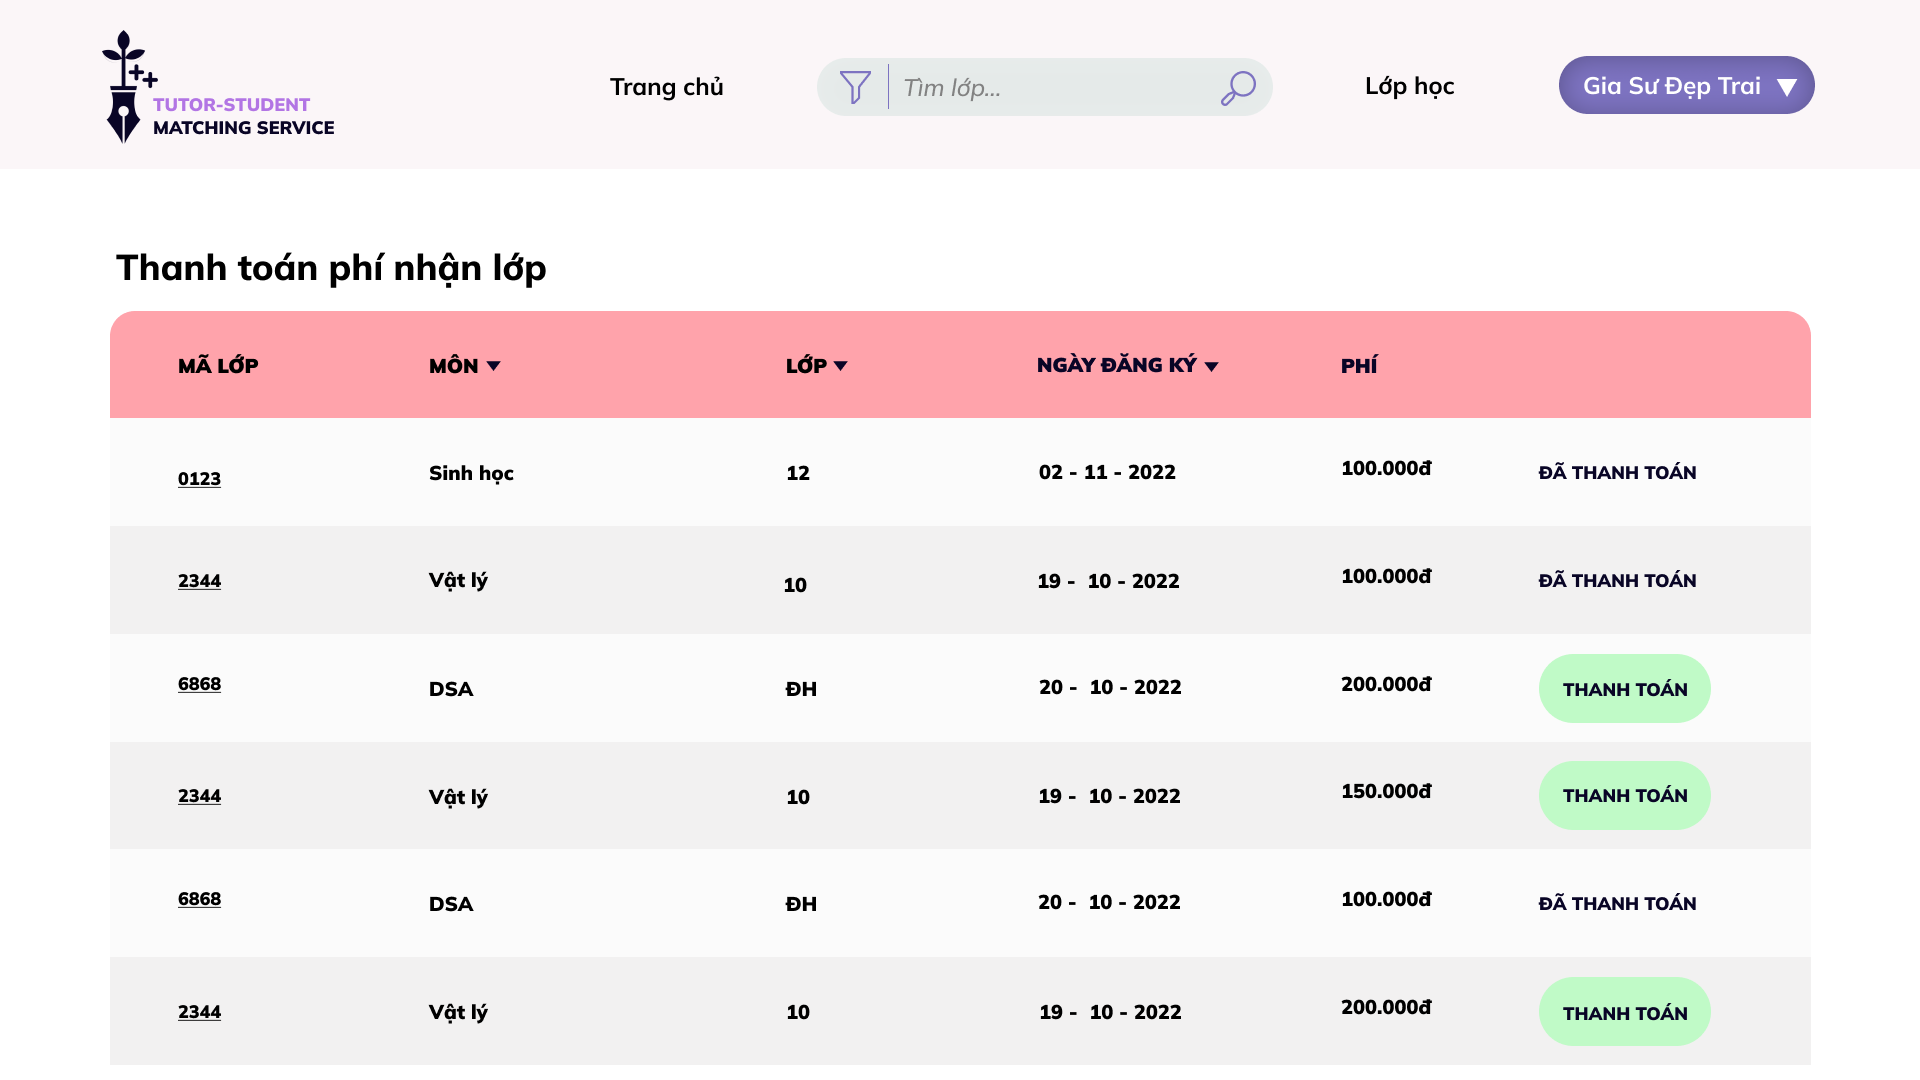 TUTOR-STUDENT
MATCHING SERVICE
Trang chủ
Tìm lớp...
Lớp học
Gia Sư Đẹp Trai
Thanh toán phí nhận lớp
MÃ LỚP MÔN LỚP NGÀY ĐĂNG KÝ PHÍ
0123 Sinh học 12 02 - 11 - 2022 100.000đ ĐÃ THANH TOÁN
2344 Vật lý 10 19 - 10 - 2022 100.000đ ĐÃ THANH TOÁN
6868 DSA ĐH 20 - 10 - 2022 200.000đ THANH TOÁN
2344 Vật lý 10 19 - 10 - 2022 150.000đ THANH TOÁN
6868 DSA ĐH 20 - 10 - 2022 100.000đ ĐÃ THANH TOÁN
2344 Vật lý 10 19 - 10 - 2022 200.000đ THANH TOÁN